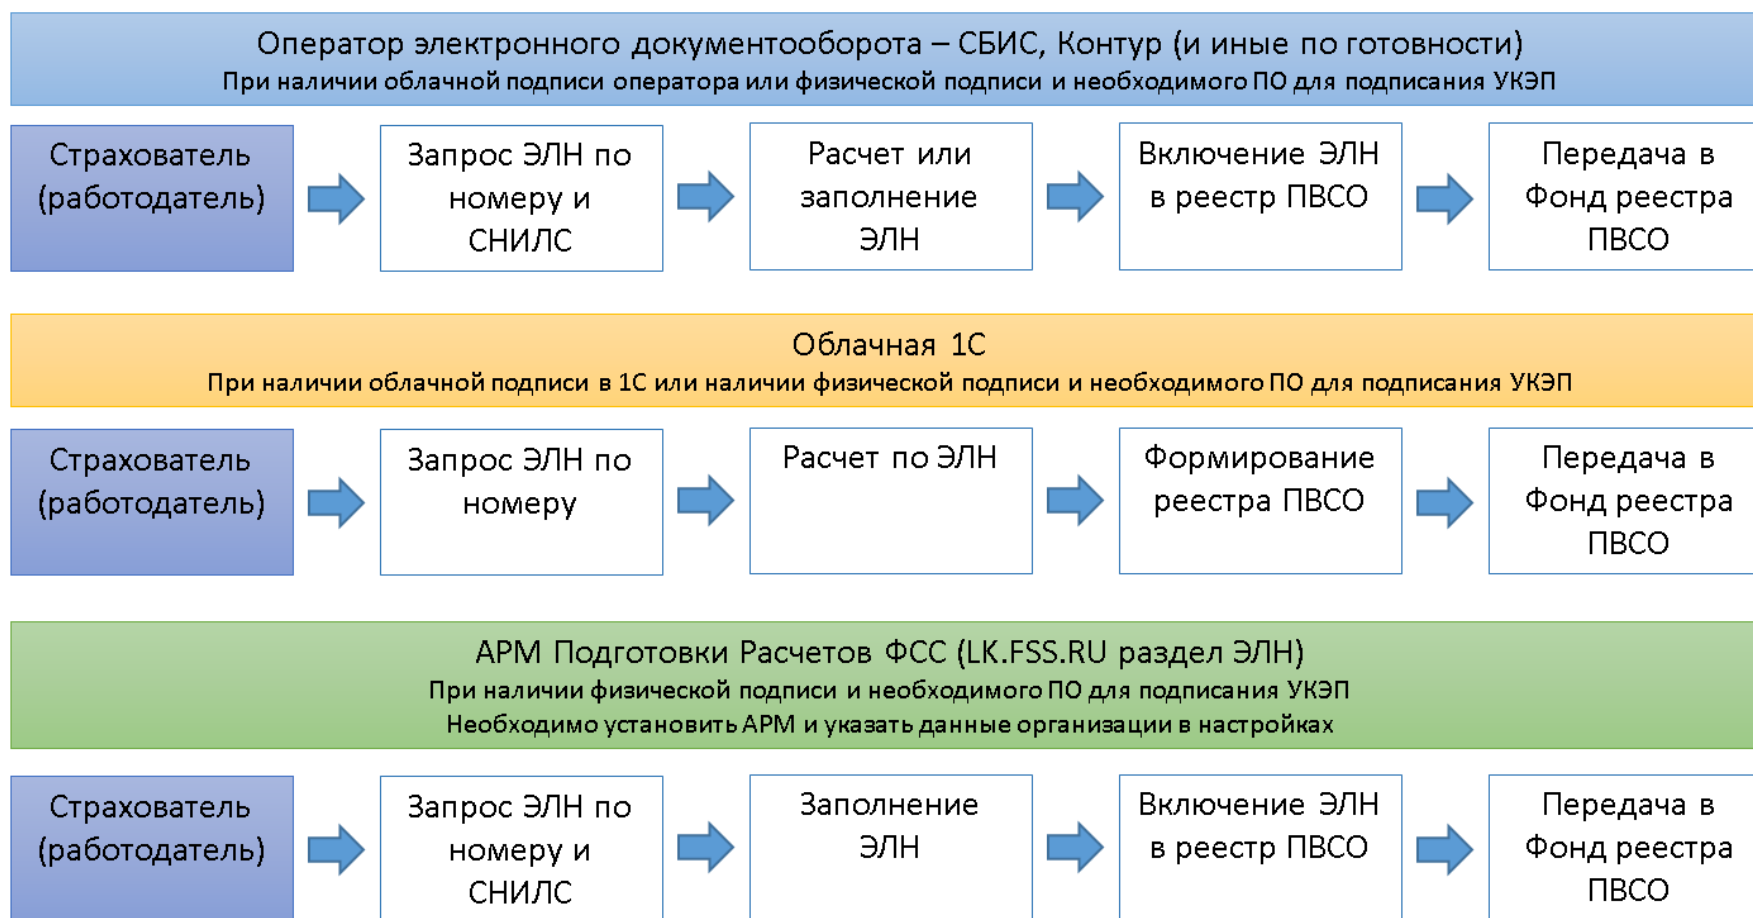 Оператор электронного документооборота – СБИС, Контур (и иные по готовности)
При наличии облачной подписи оператора или физической подписи и необходимого ПО для подписания УКЭП
Страхователь
(работодатель)
Запрос ЭЛН по
номеру и
СНИЛС
Расчет или
заполнение
ЭЛН
Включение ЭЛН
в реестр ПВСО
Передача в
Фонд реестра
ПВСО
Облачная 1С
При наличии облачной подписи в 1С или наличии физической подписи и необходимого ПО для подписания УКЭП
Страхователь
(работодатель)
Запрос ЭЛН по
номеру
Расчет по ЭЛН
Формирование
реестра ПВСО
Передача в
Фонд реестра
ПВСО
АРМ Подготовки Расчетов ФСС (LK.FSS.RU раздел ЭЛН)
При наличии физической подписи и необходимого ПО для подписания УКЭП
Необходимо установить АРМ и указать данные организации в настройках
Страхователь
(работодатель)
Запрос ЭЛН по
номеру и
СНИЛС
Заполнение
ЭЛН
Включение ЭЛН
в реестр ПВСО
Передача в
Фонд реестра
ПВСО